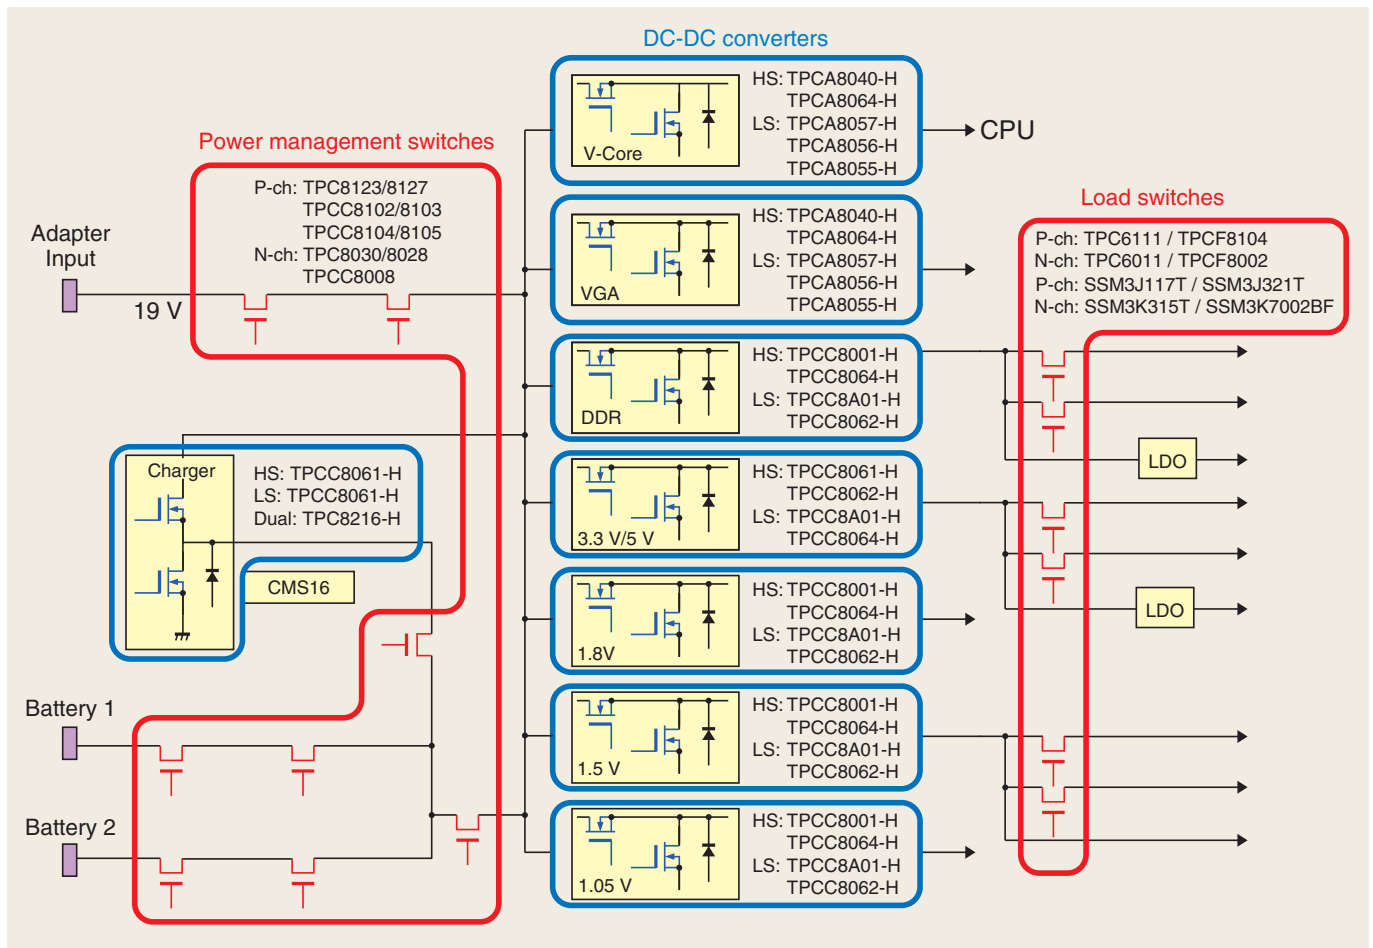 DC-DC converters
HS: TPCA8040-H
TPCA8064-H
LS: TPCA8057-H
TPCA8056-H
TPCA8055-H
V-Core
CPU
Power management switches
P-ch: TPC8123/8127
TPCC8102/8103
TPCC8104/8105
N-ch: TPC8030/8028
TPCC8008
Adapter
Input
19 V
HS: TPCA8040-H
TPCA8064-H
LS: TPCA8057-H
TPCA8056-H
TPCA8055-H
VGA
Load switches
P-ch: TPC6111 / TPCF8104
N-ch: TPC6011 / TPCF8002
P-ch: SSM3J117T / SSM3J321T
N-ch: SSM3K315T / SSM3K7002BF
HS: TPCC8001-H
TPCC8064-H
LS: TPCC8A01-H
TPCC8062-H
DDR
LDO
Charger
HS: TPCC8061-H
LS: TPCC8061-H
Dual: TPC8216-H
CMS16
HS: TPCC8061-H
TPCC8062-H
LS: TPCC8A01-H
TPCC8064-H
3.3 V/5 V
LDO
HS: TPCC8001-H
TPCC8064-H
LS: TPCC8A01-H
TPCC8062-H
1.8V
Battery 1
HS: TPCC8001-H
TPCC8064-H
LS: TPCC8A01-H
TPCC8062-H
1.5 V
Battery 2
HS: TPCC8001-H
TPCC8064-H
LS: TPCC8A01-H
TPCC8062-H
1.05 V